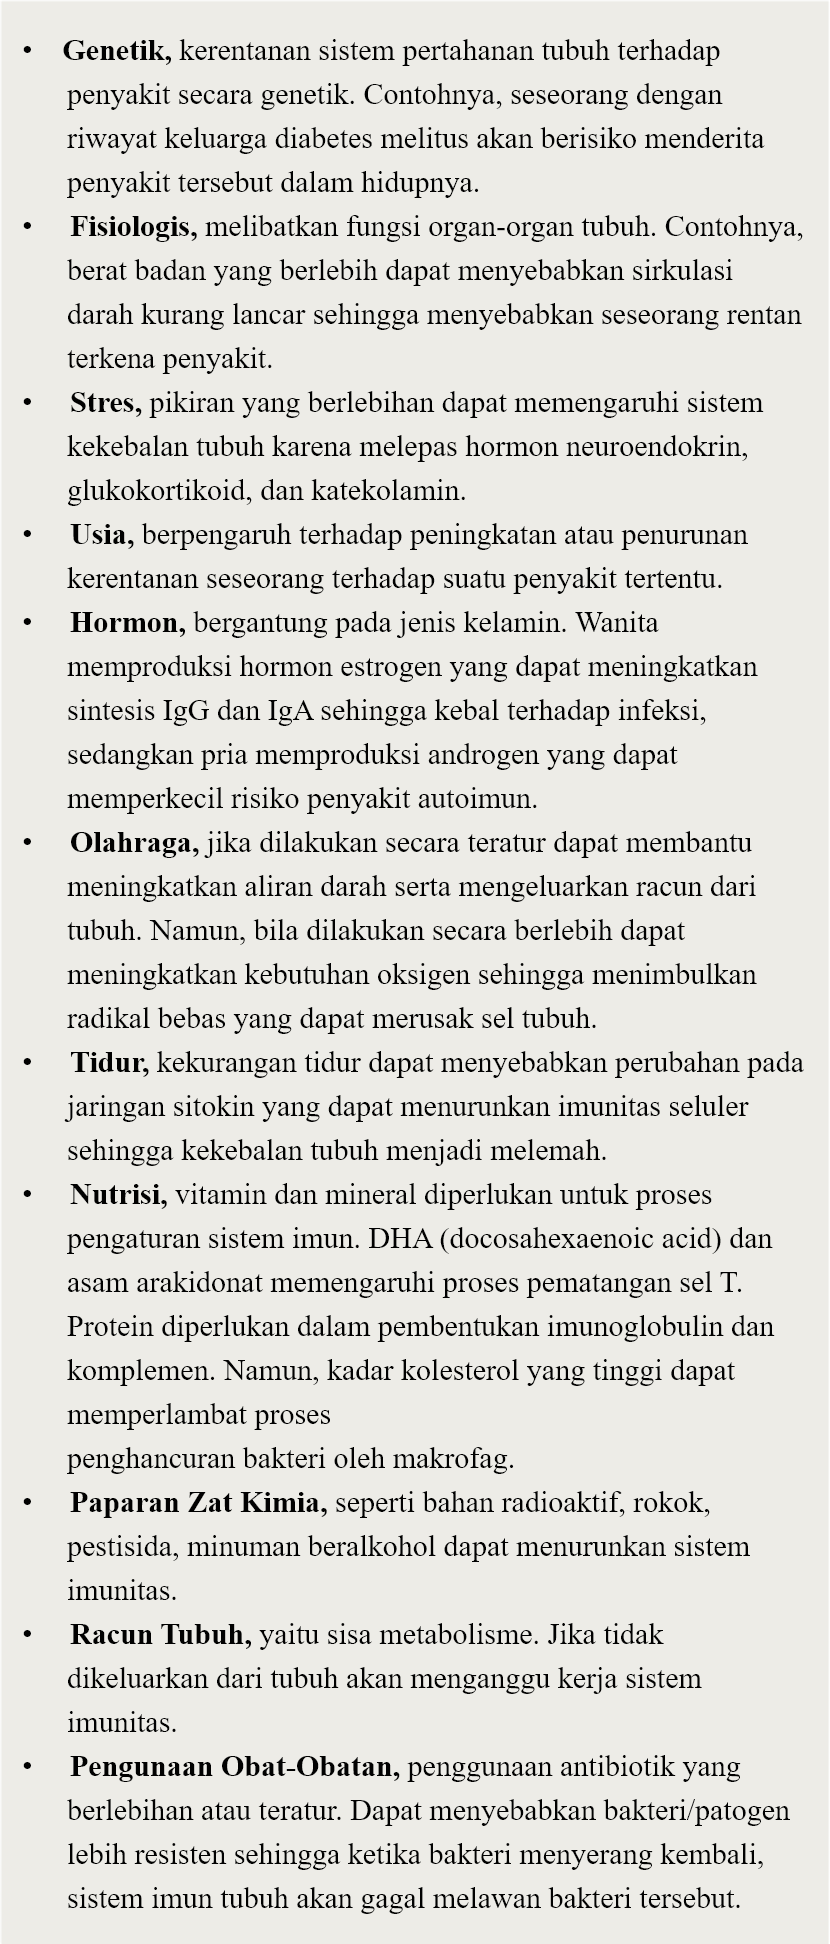 • Genetik, kerentanan sistem pertahanan tubuh terhadap
penyakit secara genetik. Contohnya, seseorang dengan
riwayat keluarga diabetes melitus akan berisiko menderita
penyakit tersebut dalam hidupnya.
• Fisiologis, melibatkan fungsi organ-organ tubuh. Contohnya,
berat badan yang berlebih dapat menyebabkan sirkulasi
darah kurang lancar sehingga menyebabkan seseorang rentan
terkena penyakit.
• Stres, pikiran yang berlebihan dapat memengaruhi sistem
kekebalan tubuh karena melepas hormon neuroendokrin,
glukokortikoid, dan katekolamin.
• Usia, berpengaruh terhadap peningkatan atau penurunan
kerentanan seseorang terhadap suatu penyakit tertentu.
• Hormon, bergantung pada jenis kelamin. Wanita
memproduksi hormon estrogen yang dapat meningkatkan
sintesis IgG dan IgA sehingga kebal terhadap infeksi,
sedangkan pria memproduksi androgen yang dapat
memperkecil risiko penyakit autoimun.
• Olahraga, jika dilakukan secara teratur dapat membantu
meningkatkan aliran darah serta mengeluarkan racun dari
tubuh. Namun, bila dilakukan secara berlebih dapat
meningkatkan kebutuhan oksigen sehingga menimbulkan
radikal bebas yang dapat merusak sel tubuh.
• Tidur, kekurangan tidur dapat menyebabkan perubahan pada
jaringan sitokin yang dapat menurunkan imunitas seluler
sehingga kekebalan tubuh menjadi melemah.
• Nutrisi, vitamin dan mineral diperlukan untuk proses
pengaturan sistem imun. DHA (docosahexaenoic acid) dan
asam arakidonat memengaruhi proses pematangan sel T.
Protein diperlukan dalam pembentukan imunoglobulin dan
komplemen. Namun, kadar kolesterol yang tinggi dapat
memperlambat proses
penghancuran bakteri oleh makrofag.
• Paparan Zat Kimia, seperti bahan radioaktif, rokok,
pestisida, minuman beralkohol dapat menurunkan sistem
imunitas.
• Racun Tubuh, yaitu sisa metabolisme. Jika tidak
dikeluarkan dari tubuh akan menganggu kerja sistem
imunitas.
• Pengunaan Obat-Obatan, penggunaan antibiotik yang
berlebihan atau teratur. Dapat menyebabkan bakteri/patogen
lebih resisten sehingga ketika bakteri menyerang kembali,
sistem imun tubuh akan gagal melawan bakteri tersebut.